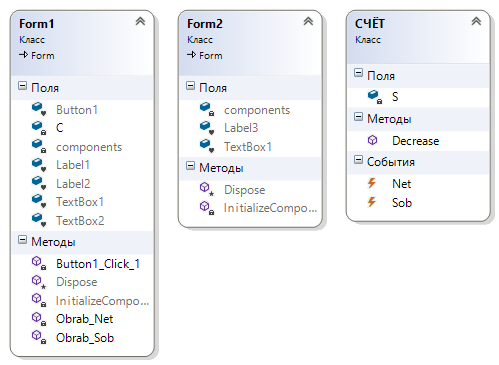 Form1
Класс
Form
Поля
Button1
C
components
Label1
Label2
TextBox1
TextBox2
Методы
Button1_Click_1
Dispose
InitializeCompo...
Obrab_Net
Obrab_Sob
Form2
Класс
Form
Поля
components
Label3
TextBox1
Методы
Dispose
InitializeCompo...
СЧЁТ
Класс
Поля
S
Методы
Decrease
События
Net
Sob